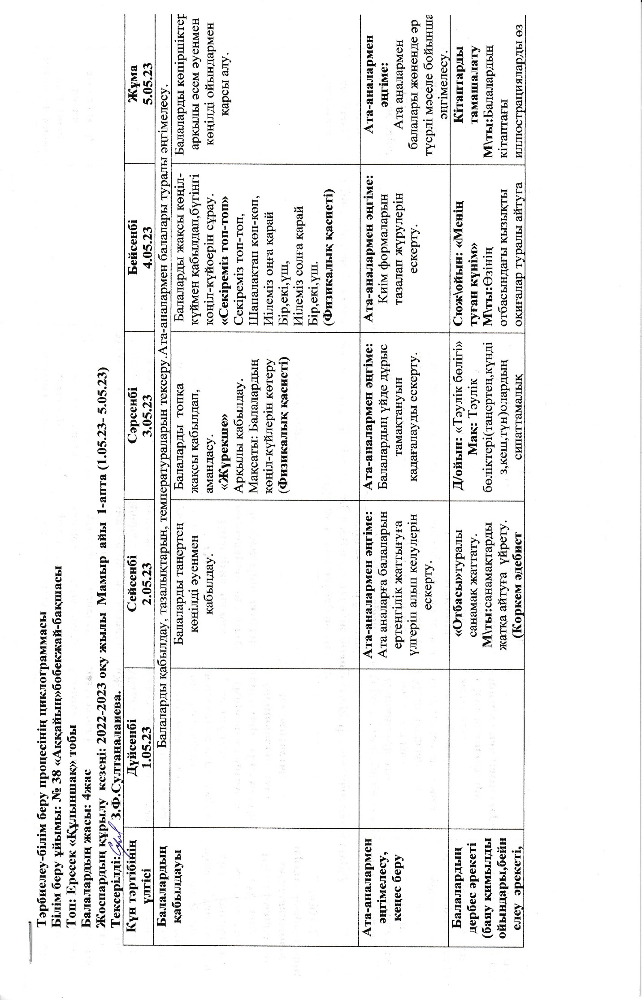 Тәрбиелеу-білім беру процесінің циклограммасы
Білім беру ұйымы: № 38 «Аққайың»бөбекжай-бақшасы
Топ: Ересек «Құлыншақ» тобы
Балалардың жасы: 4жас
Жоспардың құрылу кезеңі: 2022-2023 оқу жылы Мамыр айы 1-апта (1.05.23- 5.05.23)
Тексерілді: З.Ф.Султаналаиева.
Күн тәртібінің
үлгісі
Дүйсенбі
1.05.23
Сейсенбі
2.05.23
Сәрсенбі
3.05.23
Бейсенбі
4.05.23
Жұма
5.05.23
Балалардың
қабылдауы
Балаларды қабылдау, тазалықтарын, температураларын тексеру.Ата-аналармен балалары туралы әңгімелесу.
Балаларды таңертең
көңілді әуенмен
қабылдау.
Балаларды топқа
жақсы қабылдап,
амандасу.
«Жүрекше»
Арқылы қабылдау.
Мақсаты: Балалардың
көңіл-күйлерін көтеру
(Физикалық қасиеті)
Балаларды жақсы көңіл-
күймен қабылдап,бүгінгі
көңіл-күйоерін сұрау.
«Секіреміз топ-топ»
Секіреміз топ-топ,
Шапалақтап көп-көп,
Иілеміз оңға қарай
Бір,екі,үш,
Иілеміз солға қарай
Бір,екі,үш.
(Физикалық қасиеті)
Балаларды көпіршіктер
арқылы әсем әуенмен
көңілді ойындармен
қарсы алу.
Ата-аналармен
әңгімелесу,
кеңес беру
Ата-аналармен әңгіме:
Ата аналарға балаларын
ертеңгілік жаттығуға
үлгеріп алып келулерін
ескерту.
Ата-аналармен әңгіме:
Балалардың үйде дұрыс
тамақтануын
қадағалауды ескерту.
Ата-аналармен әңгіме:
Киім формаларын
тазалап жүрулерін
ескерту.
Ата-аналармен
әңгіме:
Ата аналармен
балалары жөненде әр
түсрлі мәселе бойынша
әңгімелесу.
Балалардың
дербес әрекеті
(баяу қимылды
ойындары,бейн
елеу әрекеті,
«Отбасы»туралы
санамақ жаттату.
М\ты:санамақтарды
жатқа айтуға үйрету.
(Көркем әдебиет
Д/ойын: «Тәулік бөлігі»
Мақ: Тәулік
бөліктері(таңертең,күнді
з,кеш,түн)олардың
сипаттамалық
Сюж\ойын: «Менің
туған күнім»
М\ты:Өзінің
отбасындағы қызықты
оқиғалар туралы айтуға
Кітаптарды
тамашалату
М\ты:Балалардың
кітаптағы
иллюстрацияларды өз